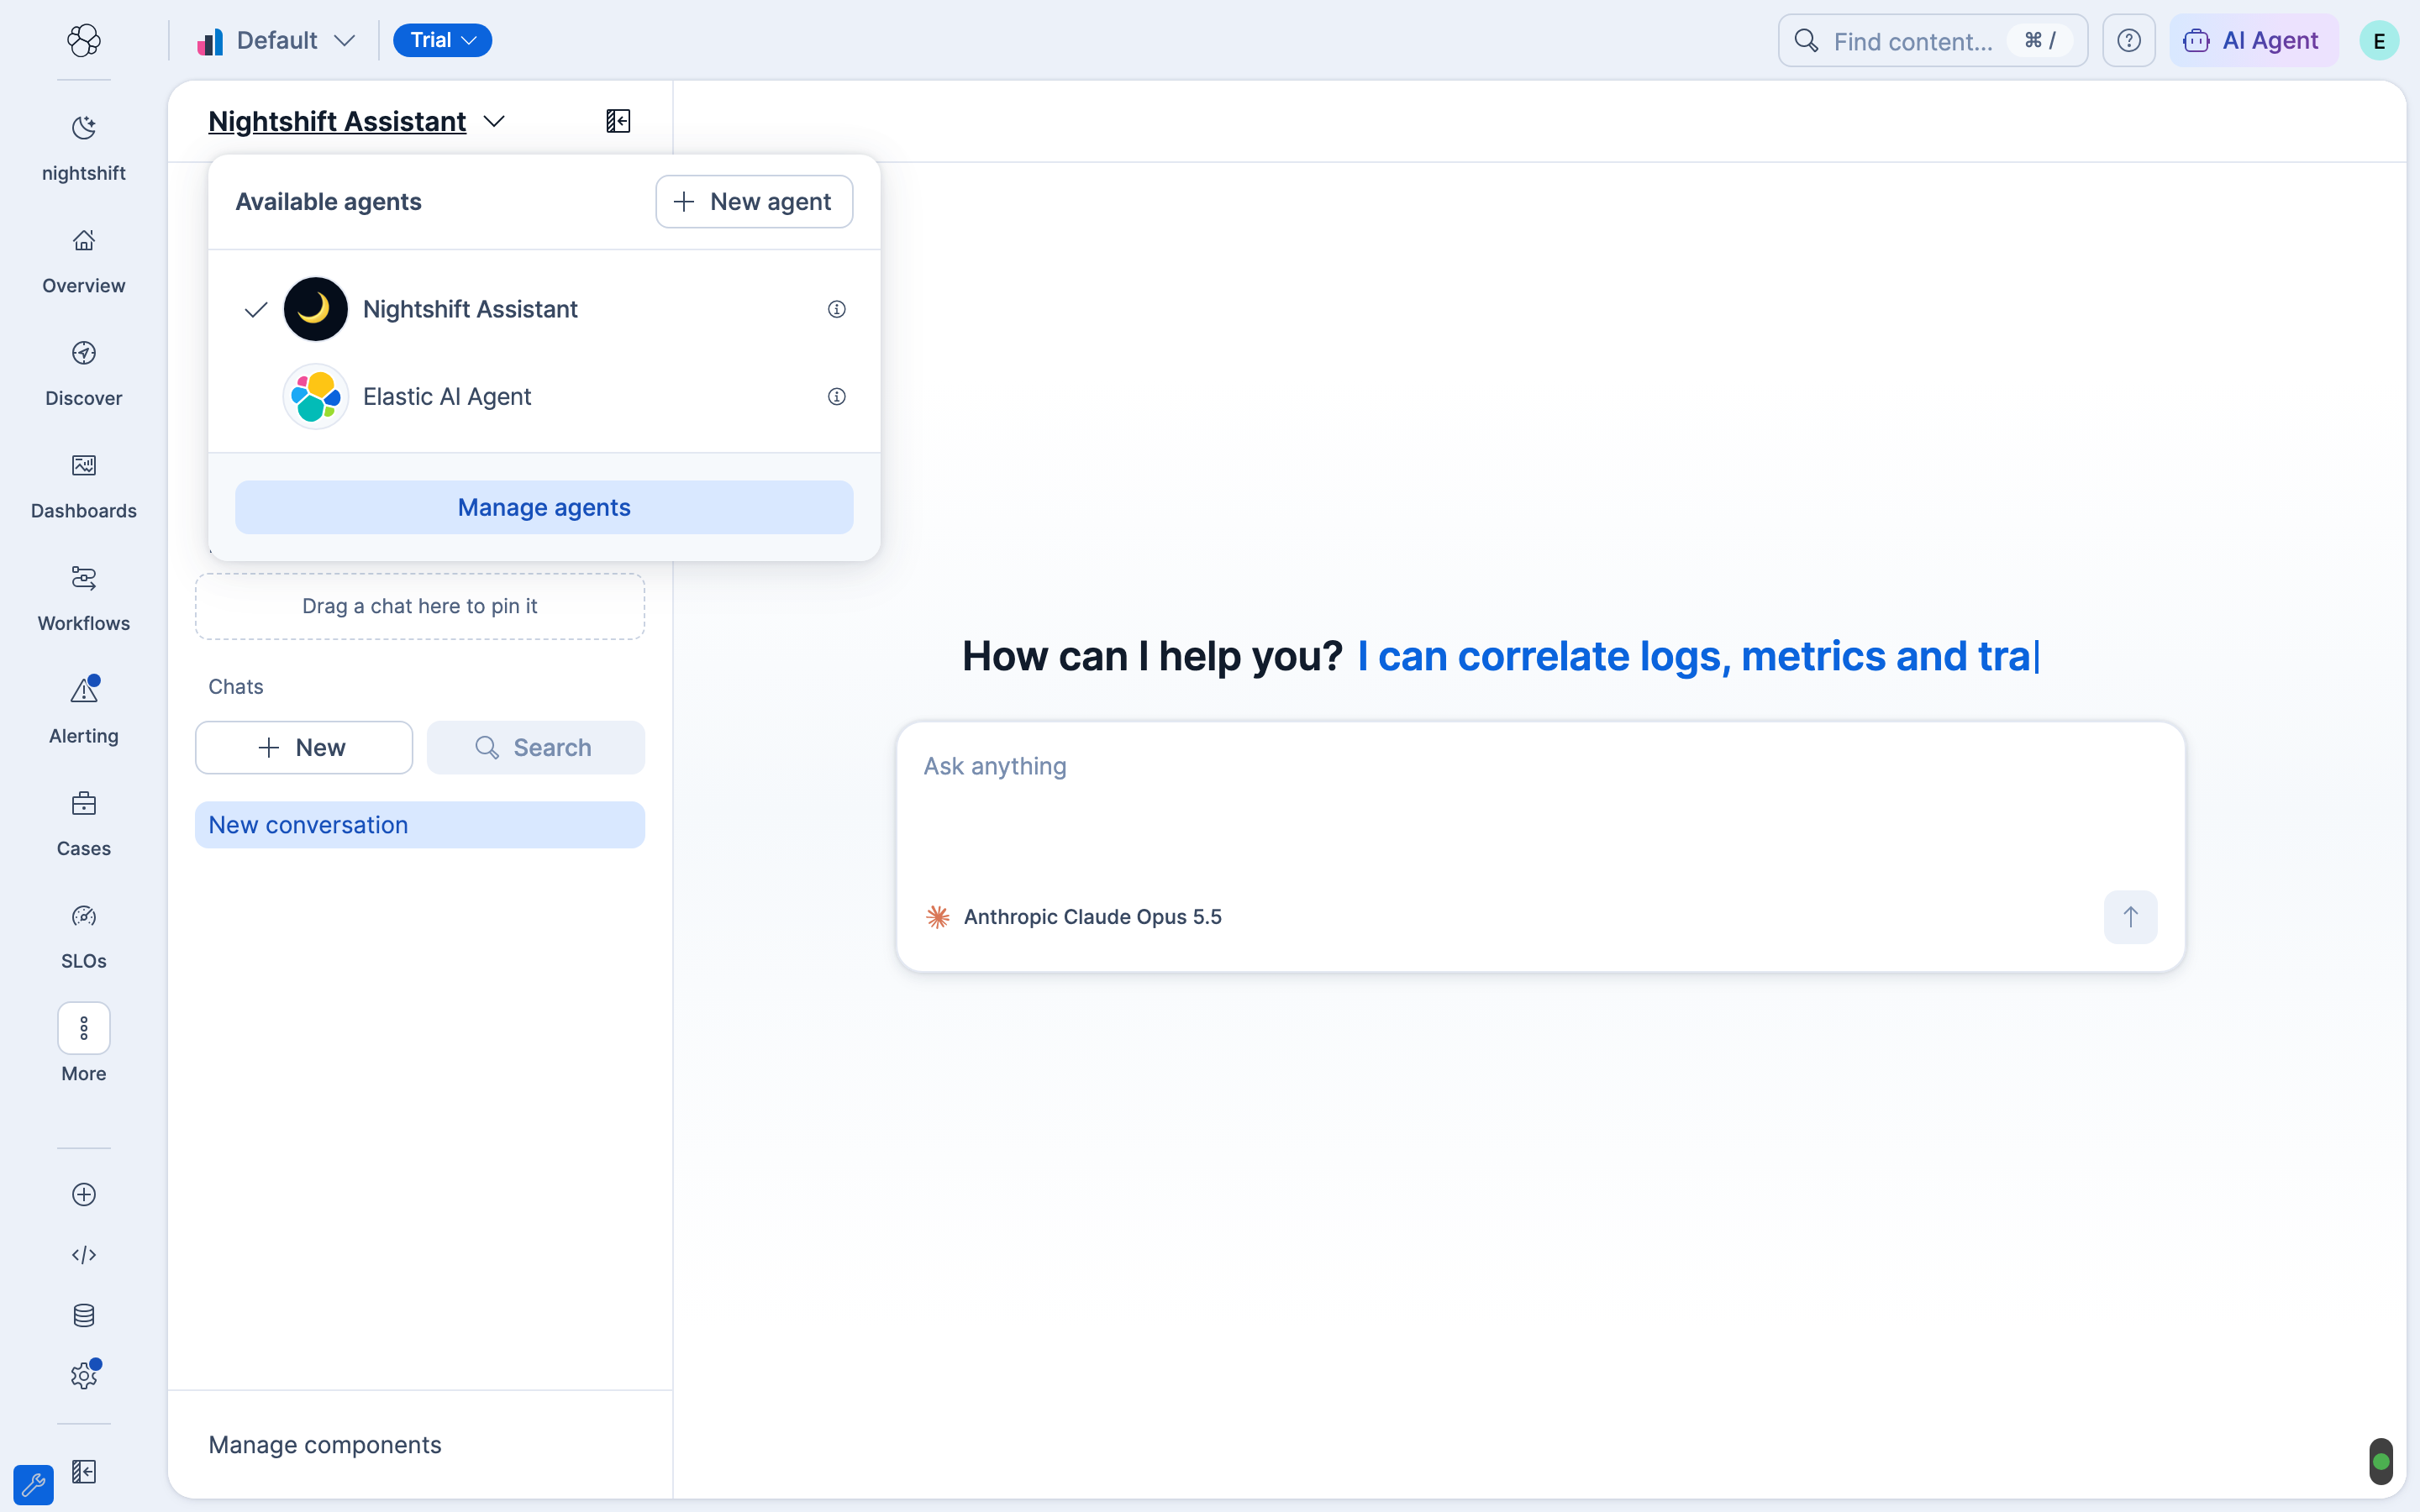 Default
Trial
Find content...
⌘ /
AI Agent
E
nightshift
Overview
Discover
Dashboards
Workflows
Alerting
Cases
SLOs
More
Nightshift Assistant
Available agents
New agent
Nightshift Assistant
Elastic AI Agent
Manage agents
Drag a chat here to pin it
Chats
New
Search
New conversation
Manage components
How can I help you? I can correlate logs, metrics and tra
Ask anything
Anthropic Claude Opus 5.5